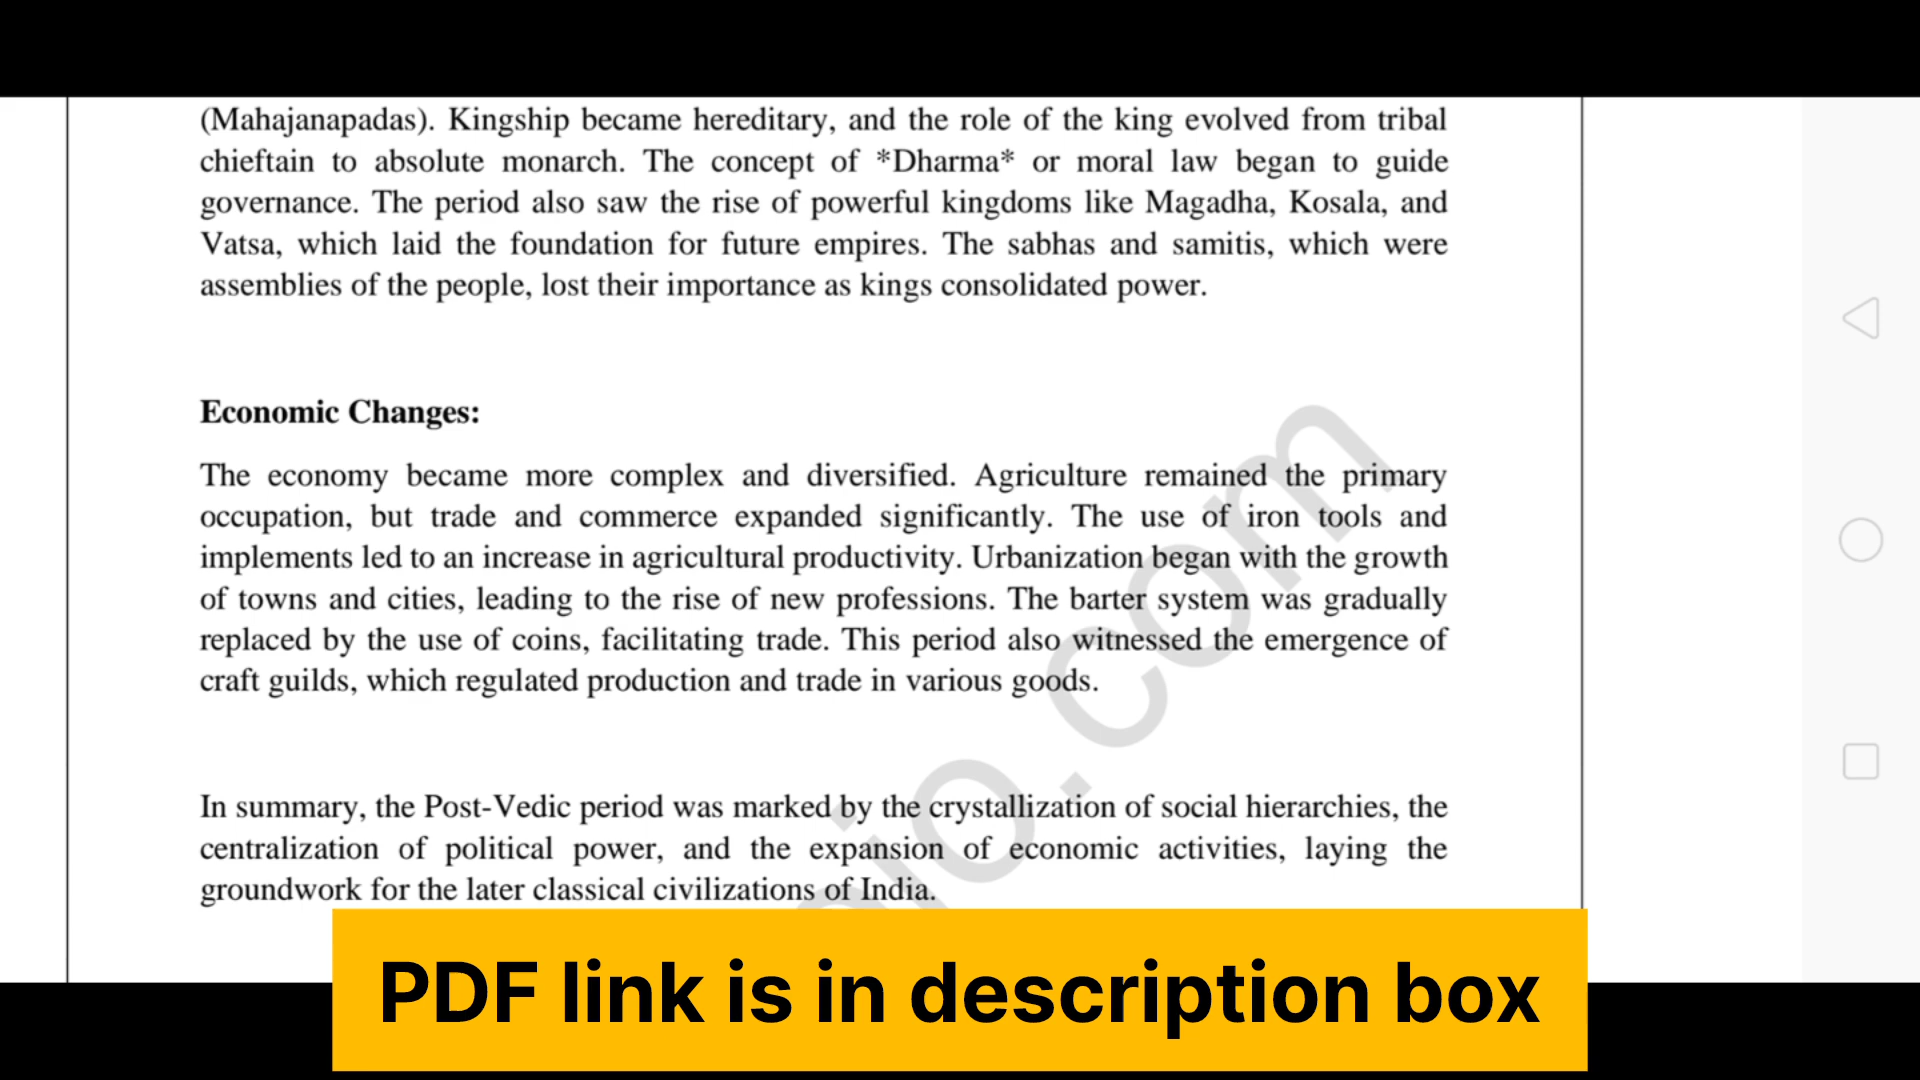 (Mahajanapadas). Kingship became hereditary, and the role of the king evolved from tribal
chieftain to absolute monarch. The concept of *Dharma* or moral law began to guide
governance. The period also saw the rise of powerful kingdoms like Magadha, Kosala, and
Vatsa, which laid the foundation for future empires. The sabhas and samitis, which were
assemblies of the people, lost their importance as kings consolidated power.
Economic Changes:
The economy became more complex and diversified. Agriculture remained the primary
occupation, but trade and commerce expanded significantly. The use of iron tools and
implements led to an increase in agricultural productivity. Urbanization began with the growth
of towns and cities, leading to the rise of new professions. The barter system was gradually
replaced by the use of coins, facilitating trade. This period also witnessed the emergence of
craft guilds, which regulated production and trade in various goods.
In summary, the Post-Vedic period was marked by the crystallization of social hierarchies, the
centralization of political power, and the expansion of economic activities, laying the
groundwork for the later classical civilizations of India.
PDF link is in description box